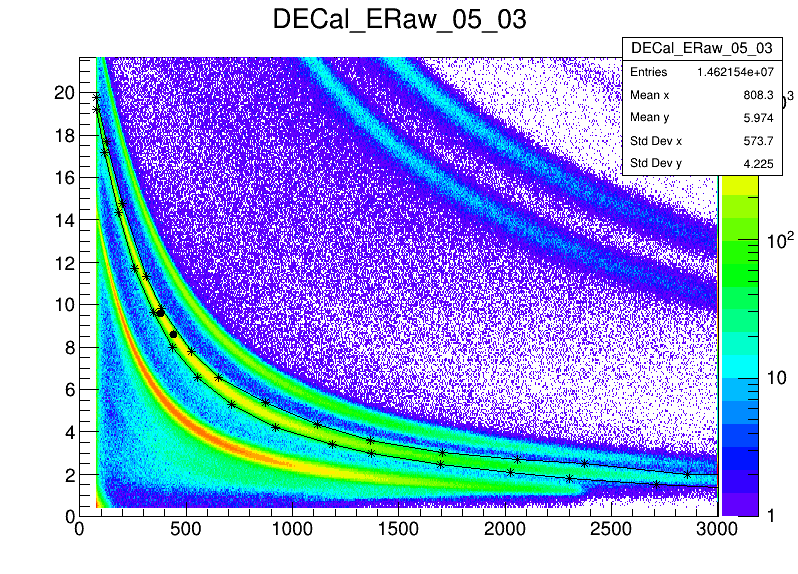 DECal_ERaw_05_03
DECal_ERaw_05_03
Entries 1.462154e+07
Mean x 808.3
Mean y 5.974
Std Dev x 573.7
Std Dev y 4.225
20
18
16
14
12
10
8
6
4
2
0
0 500 1000 1500 2000 2500 3000
10²
10
1